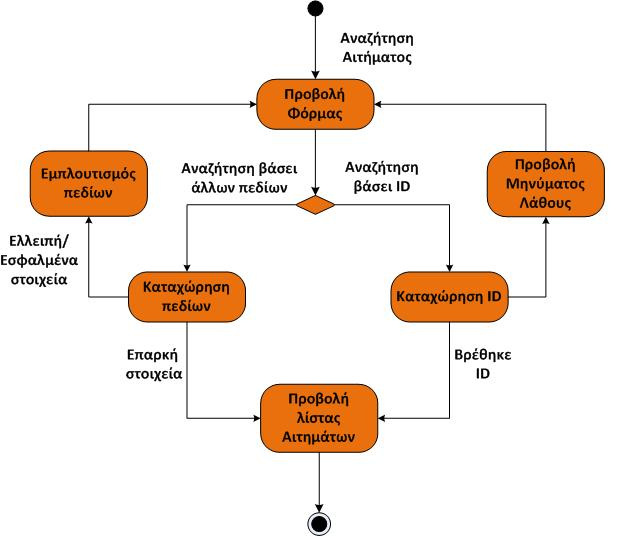 Αναζήτηση
Αιτήματος
Προβολή
Φόρμας
Αναζήτηση βάσει
άλλων πεδίων
Αναζήτηση
βάσει ID
Εμπλουτισμός
πεδίων
Προβολή
Μηνύματος
Λάθους
Ελλειπή/
Εσφαλμένα
στοιχεία
Καταχώρηση
πεδίων
Καταχώρηση ID
Επαρκή
στοιχεία
Βρέθηκε
ID
Προβολή
λίστας
Αιτημάτων